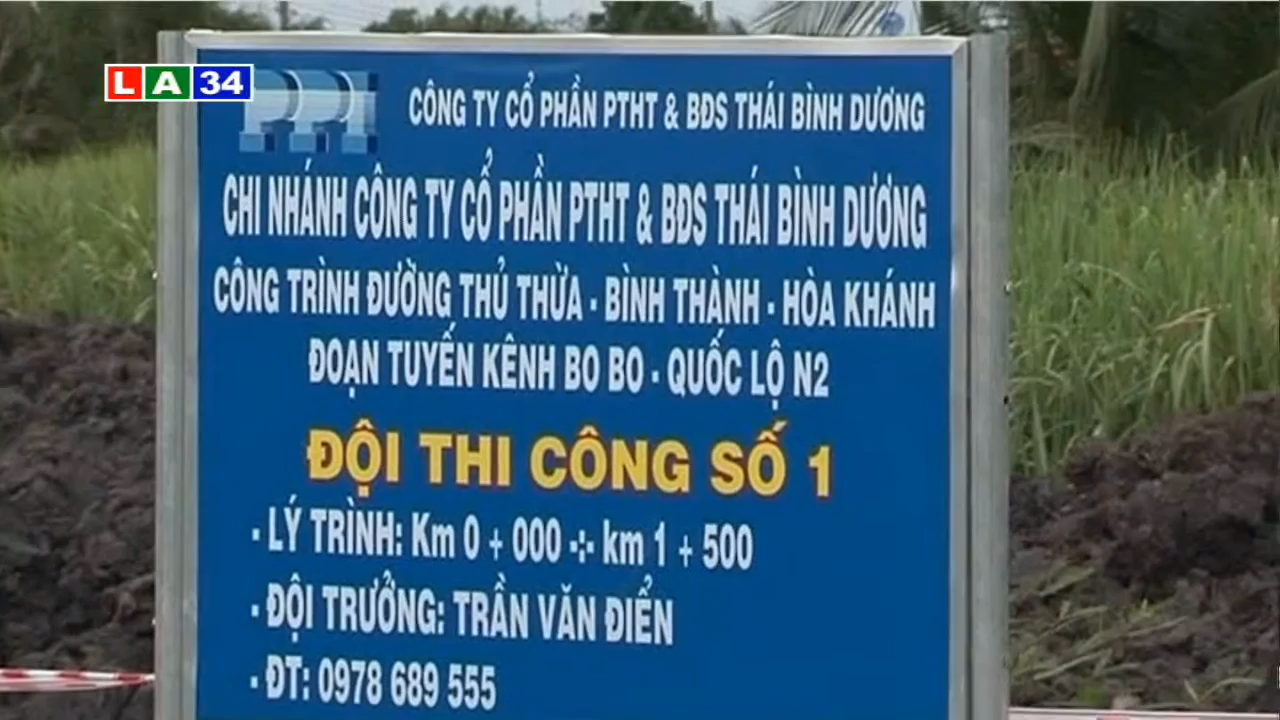 LA34
PPI
CÔNG TY CỔ PHẦN PTHT & BĐS THÁI BÌNH DƯƠNG
CHI NHÁNH CÔNG TY CỔ PHẦN PTHT & BĐS THÁI BÌNH DƯƠNG
CÔNG TRÌNH ĐƯỜNG THỦ THỪA - BÌNH THÀNH - HÒA KHÁNH
ĐOẠN TUYẾN KÊNH BO BO - QUỐC LỘ N2
ĐỘI THI CÔNG SỐ 1
- LÝ TRÌNH: Km 0 + 000 -:- km 1 + 500
- ĐỘI TRƯỞNG: TRẦN VĂN ĐIỂN
- ĐT: 0978 689 555